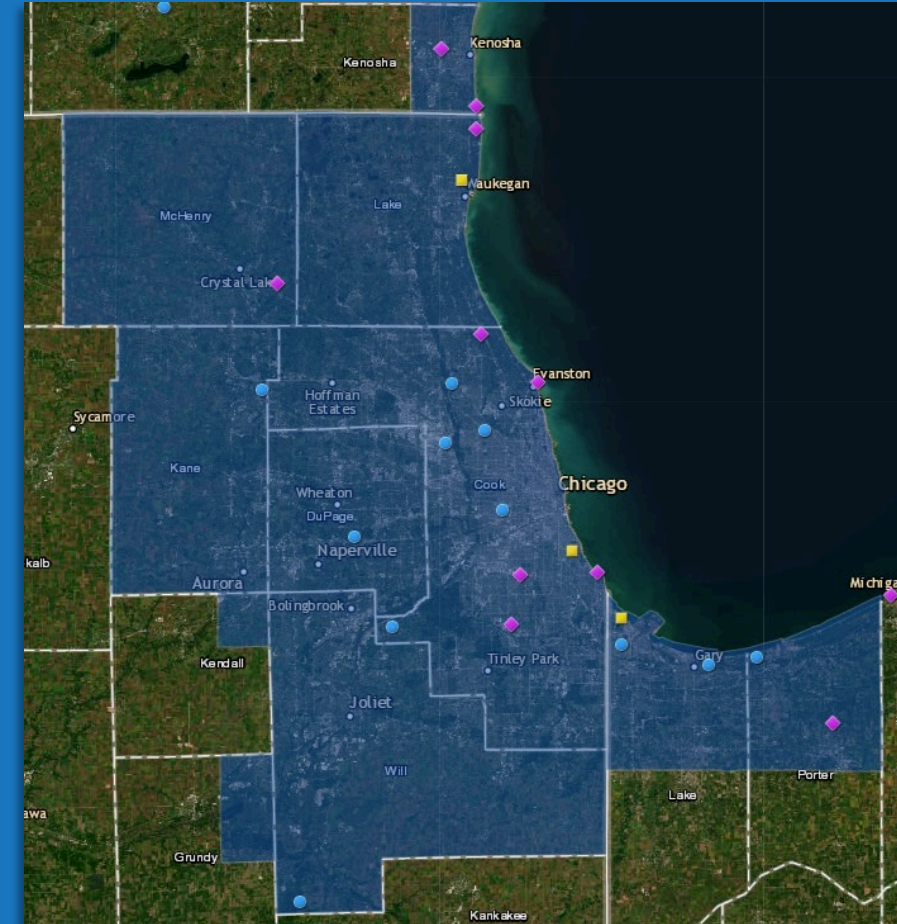 Kenosha
Kenosha
Waukegan
Lake
McHenry
Crystal Lake
Evanston
Hoffman
Estates
Skokie
Sycamore
Kane
Wheaton
Cook
Chicago
DuPage
Naperville
kalb
Aurora
Michiga
Bolingbrook
Kendall
Tinley Park
Gary
Joliet
Will
Porter
Lake
awa
Grundy
Kankakee